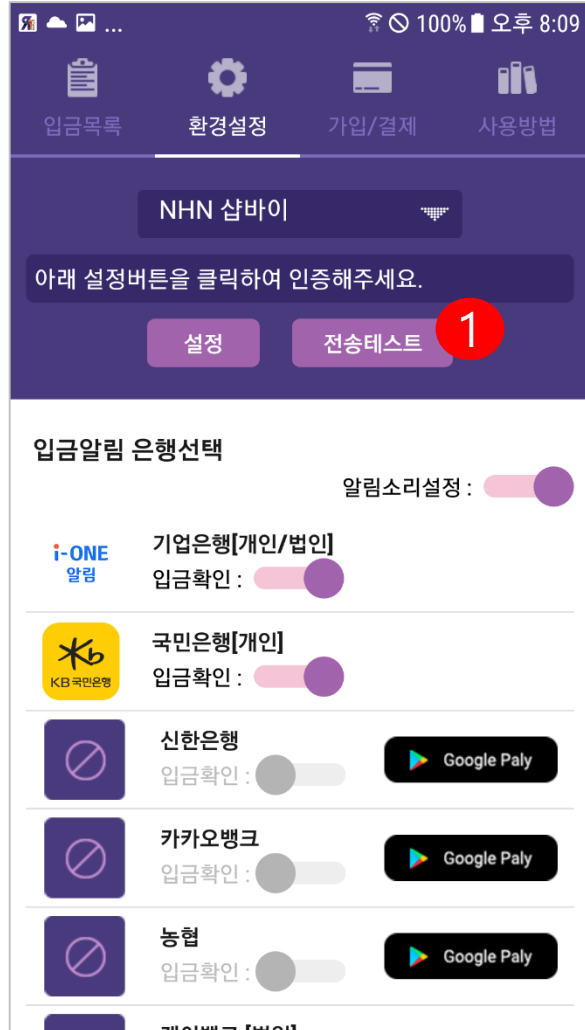 ... 100% 오후 8:09
입금목록 환경설정 가입/결제 사용방법
NHN 샵바이
아래 설정버튼을 클릭하여 인증해주세요.
설정 전송테스트 1
입금알림 은행선택
알림소리설정 :
i-ONE
알림
기업은행[개인/법인]
입금확인 :
KB국민은행
국민은행[개인]
입금확인 :
신한은행
입금확인 :
Google Paly
카카오뱅크
입금확인 :
Google Paly
농협
입금확인 :
Google Paly